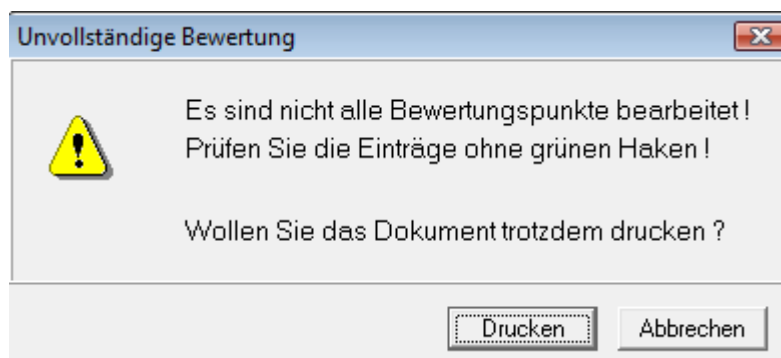 Unvollständige Bewertung
Es sind nicht alle Bewertungspunkte bearbeitet !
Prüfen Sie die Einträge ohne grünen Haken !
Wollen Sie das Dokument trotzdem drucken ?
Drucken
Abbrechen